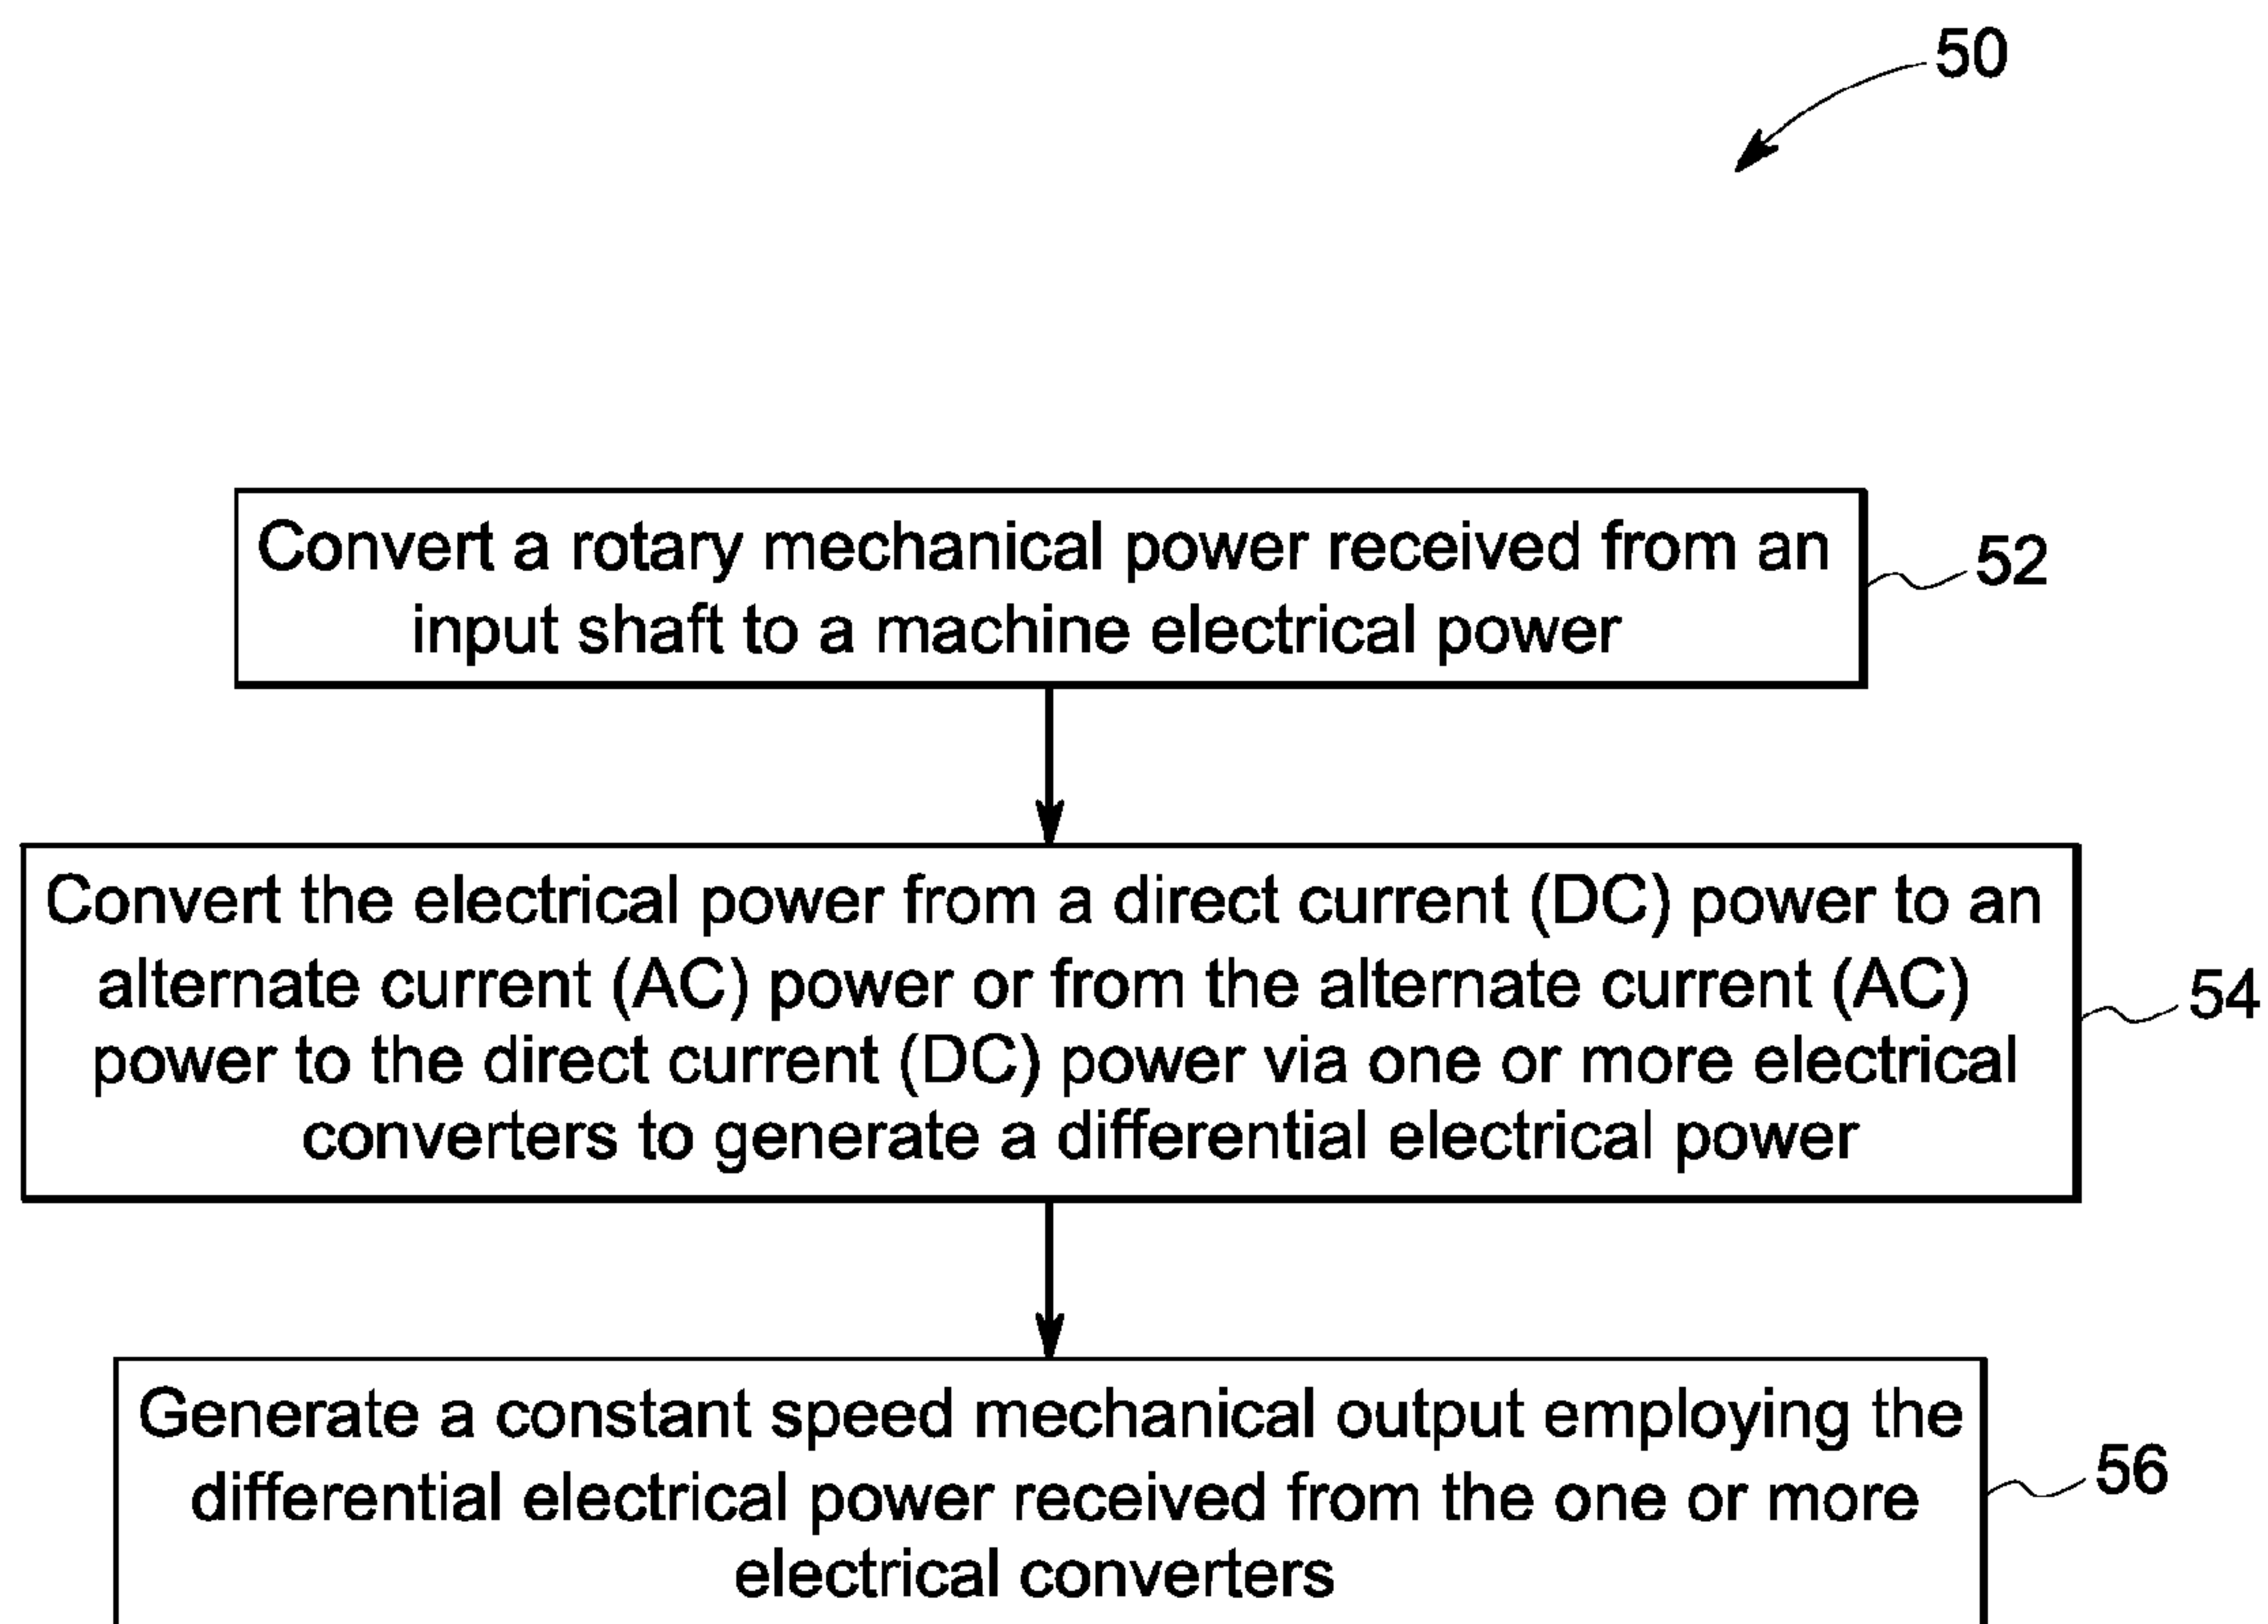 50
Convert a rotary mechanical power received from an
input shaft to a machine electrical power
52
Convert the electrical power from a direct current (DC) power to an
alternate current (AC) power or from the alternate current (AC)
power to the direct current (DC) power via one or more electrical
converters to generate a differential electrical power
54
Generate a constant speed mechanical output employing the
differential electrical power received from the one or more
electrical converters
56